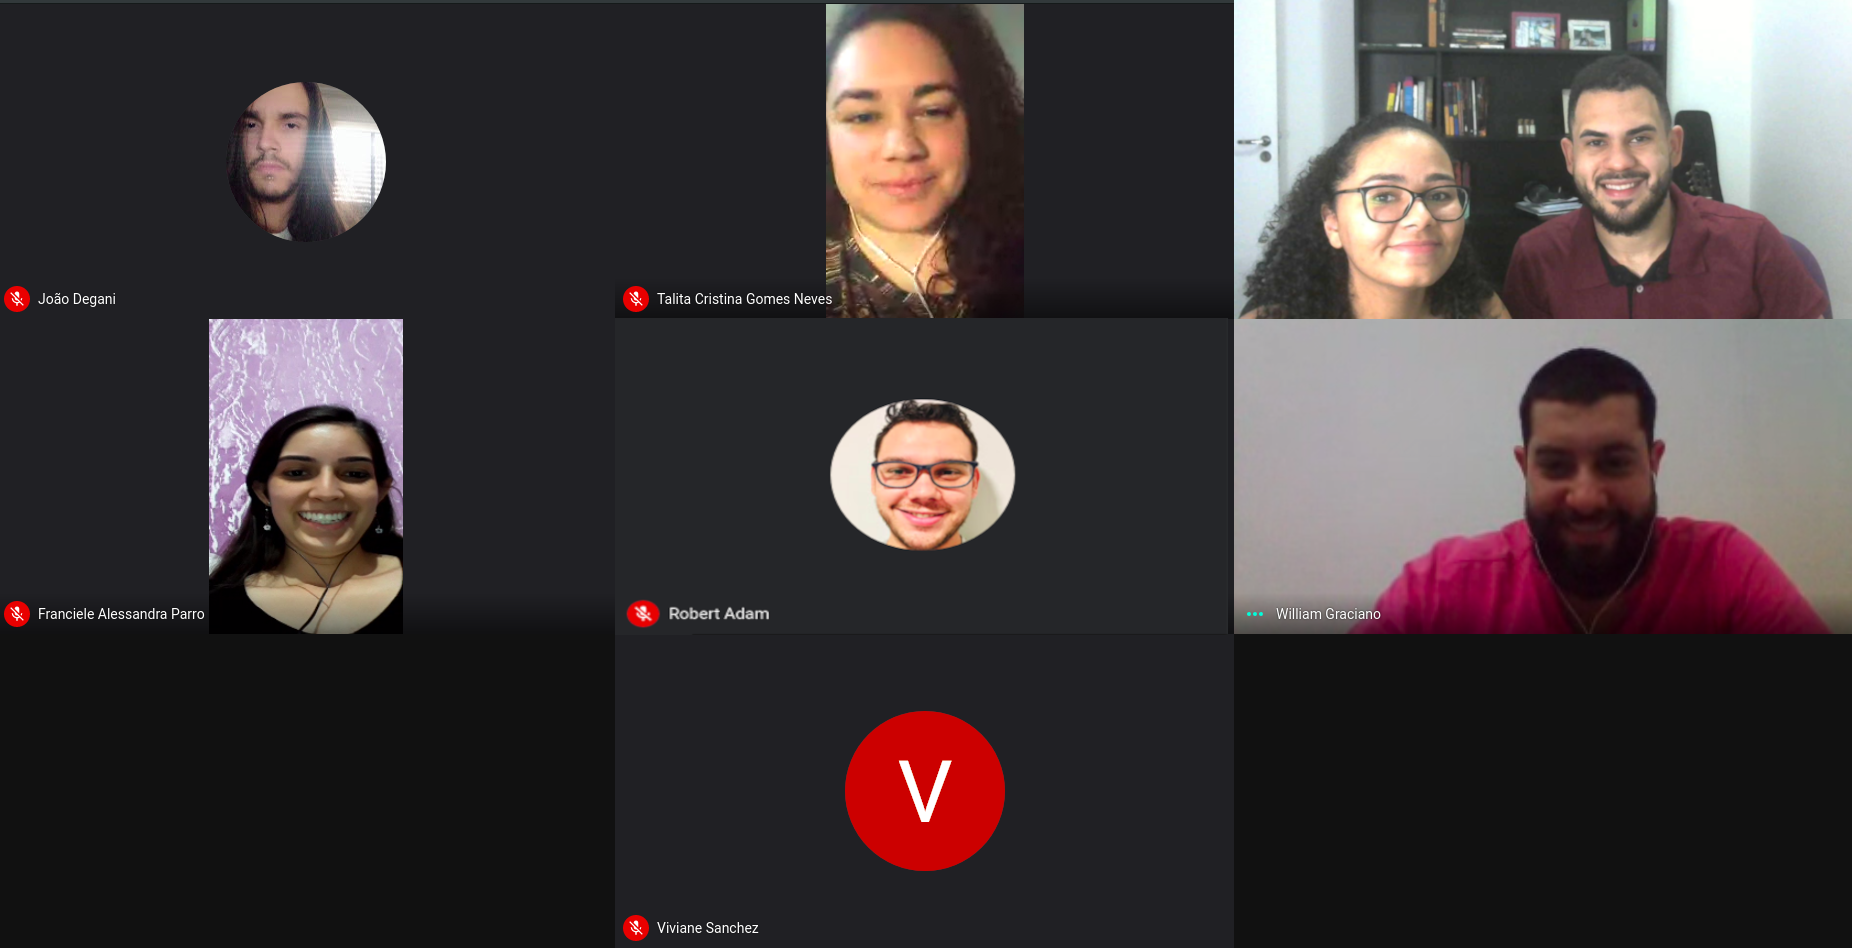 João Degani
Talita Cristina Gomes Neves
Franciele Alessandra Parro
Robert Adam
William Graciano
V
Viviane Sanchez